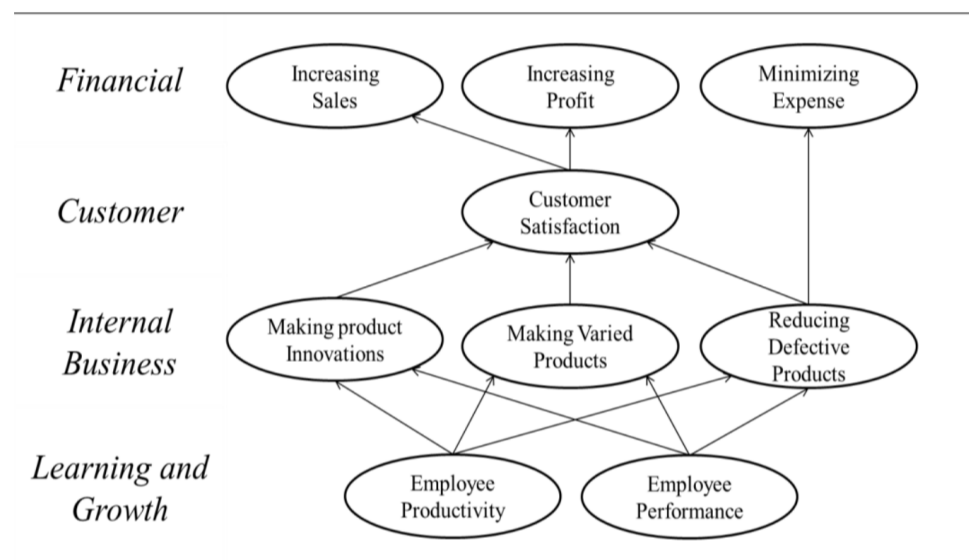 Financial
Increasing
Sales
Increasing
Profit
Minimizing
Expense
Customer
Customer
Satisfaction
Internal
Business
Making product
Innovations
Making Varied
Products
Reducing
Defective
Products
Learning and
Growth
Employee
Productivity
Employee
Performance